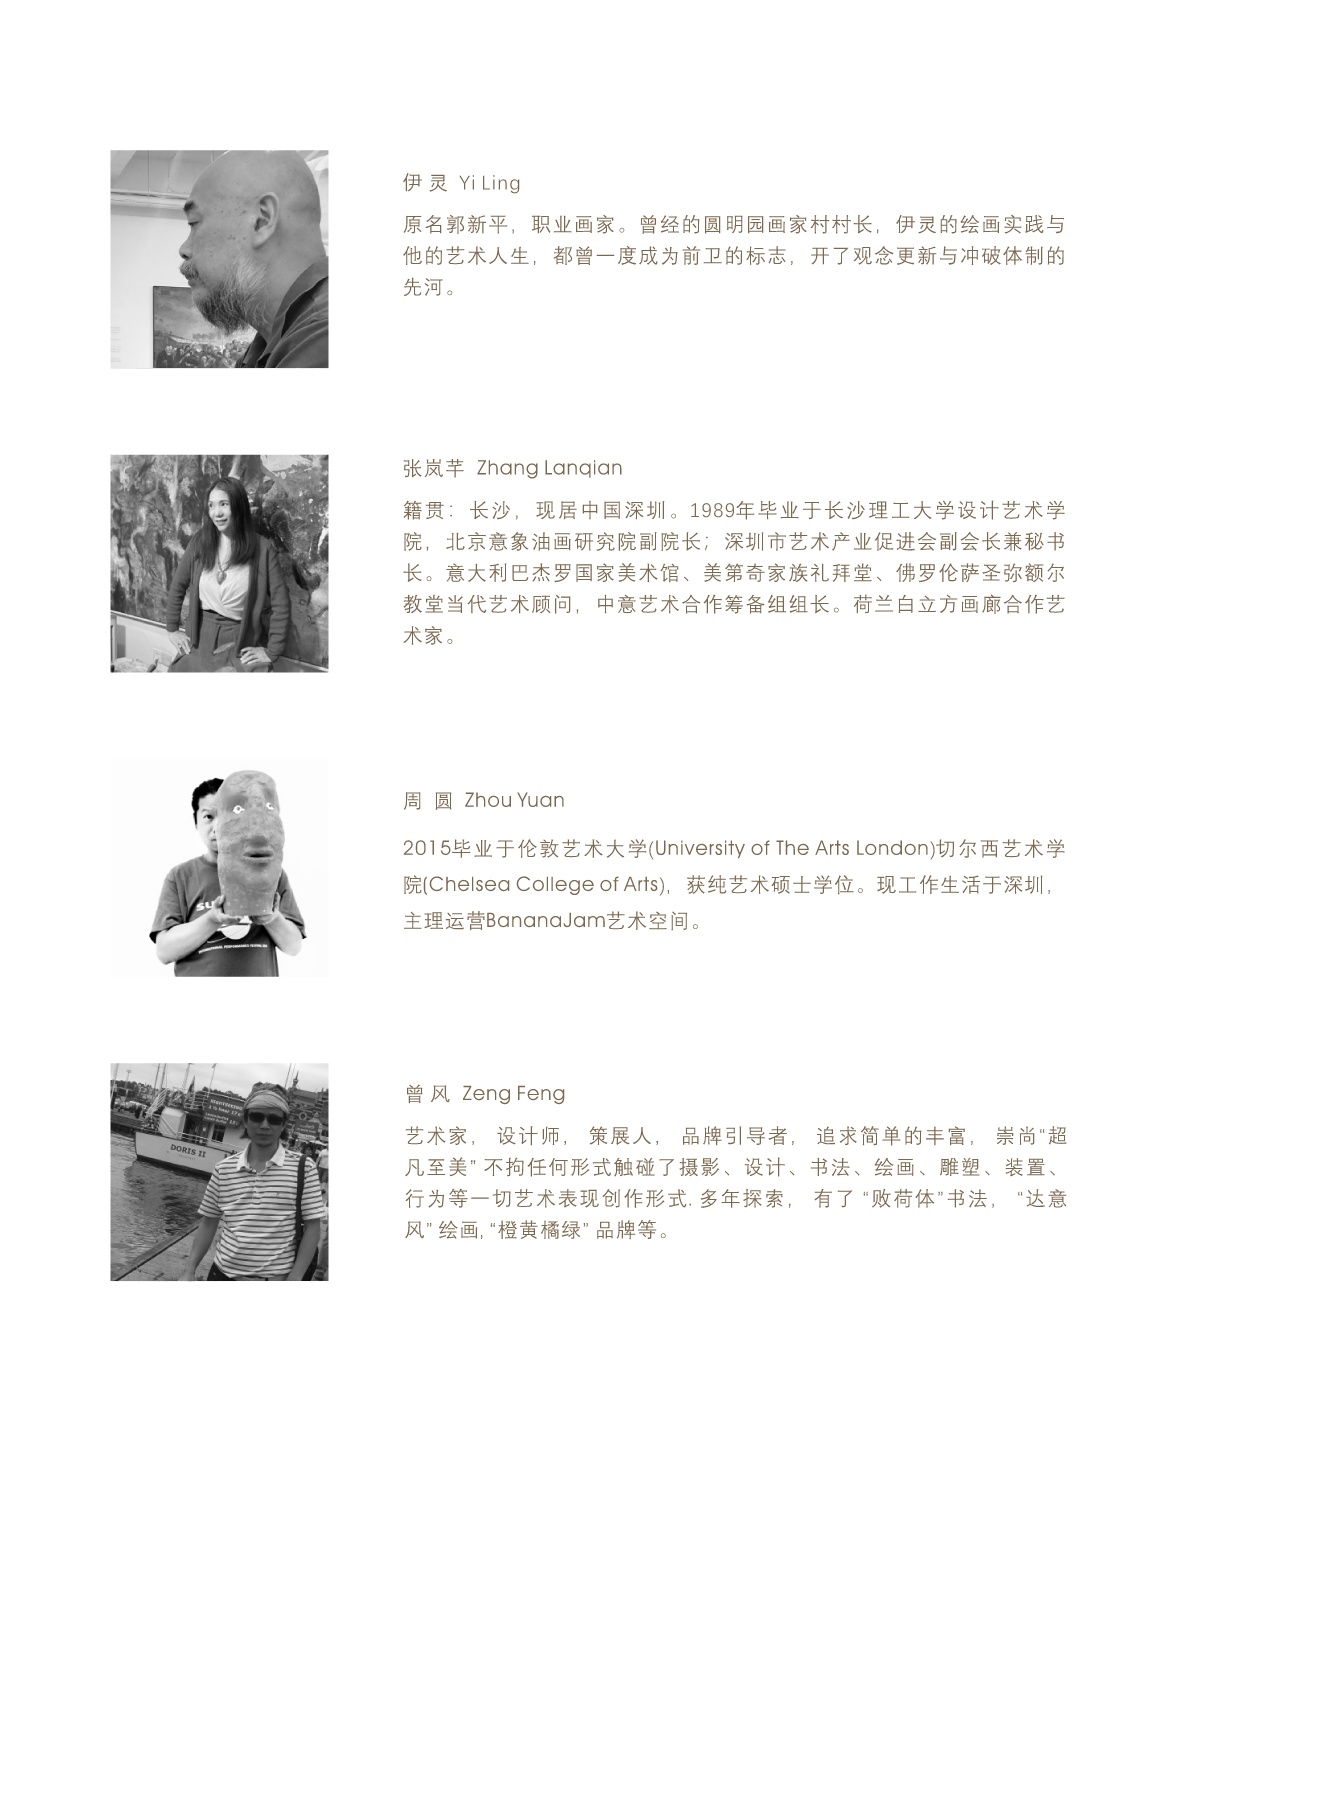 伊 灵 Yi Ling
原名郭新平，职业画家。曾经的圆明园画家村村长，伊灵的绘画实践与
他的艺术人生，都曾一度成为前卫的标志，开了观念更新与冲破体制的
先河。
张岚芊 Zhang Lanqian
籍贯：长沙，现居中国深圳。1989年毕业于长沙理工大学设计艺术学
院，北京意象油画研究院副院长；深圳市艺术产业促进会副会长兼秘书
长。意大利巴杰罗国家美术馆、美第奇家族礼拜堂、佛罗伦萨圣弥额尔
教堂当代艺术顾问，中意艺术合作筹备组组长。荷兰白立方画廊合作艺
术家。
周 圆 Zhou Yuan
2015毕业于伦敦艺术大学(University of The Arts London)切尔西艺术学
院(Chelsea College of Arts)，获纯艺术硕士学位。现工作生活于深圳，
主理运营BananaJam艺术空间。
DORIS II
曾 风 Zeng Feng
艺术家， 设计师， 策展人， 品牌引导者， 追求简单的丰富， 崇尚“超
凡至美” 不拘任何形式触碰了摄影、设计、书法、绘画、雕塑、装置、
行为等一切艺术表现创作形式. 多年探索， 有了 “败荷体”书法， “达意
风” 绘画, “橙黄橘绿” 品牌等。